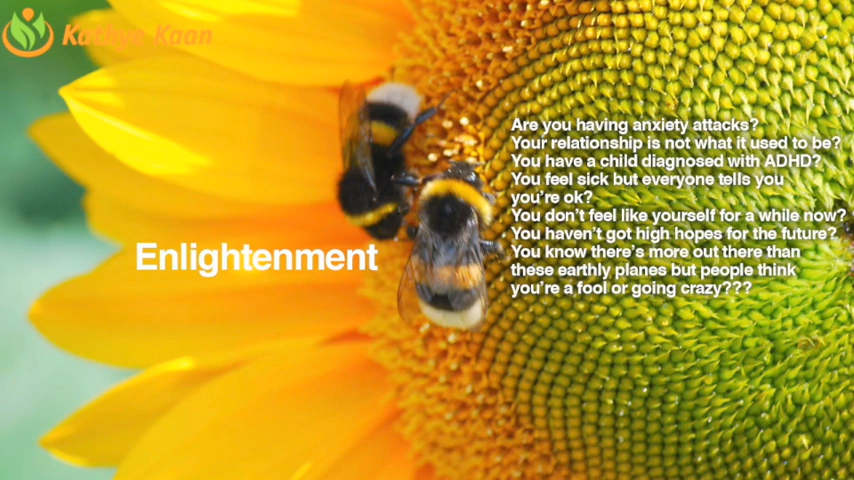 Kathye Kaan
Are you having anxiety attacks?
Your relationship is not what it used to be?
You have a child diagnosed with ADHD?
You feel sick but everyone tells you
you're ok?
You don't feel like yourself for a while now?
You haven't got high hopes for the future?
You know there's more out there than
these earthly planes but people think
you're a fool or going crazy???
Enlightenment